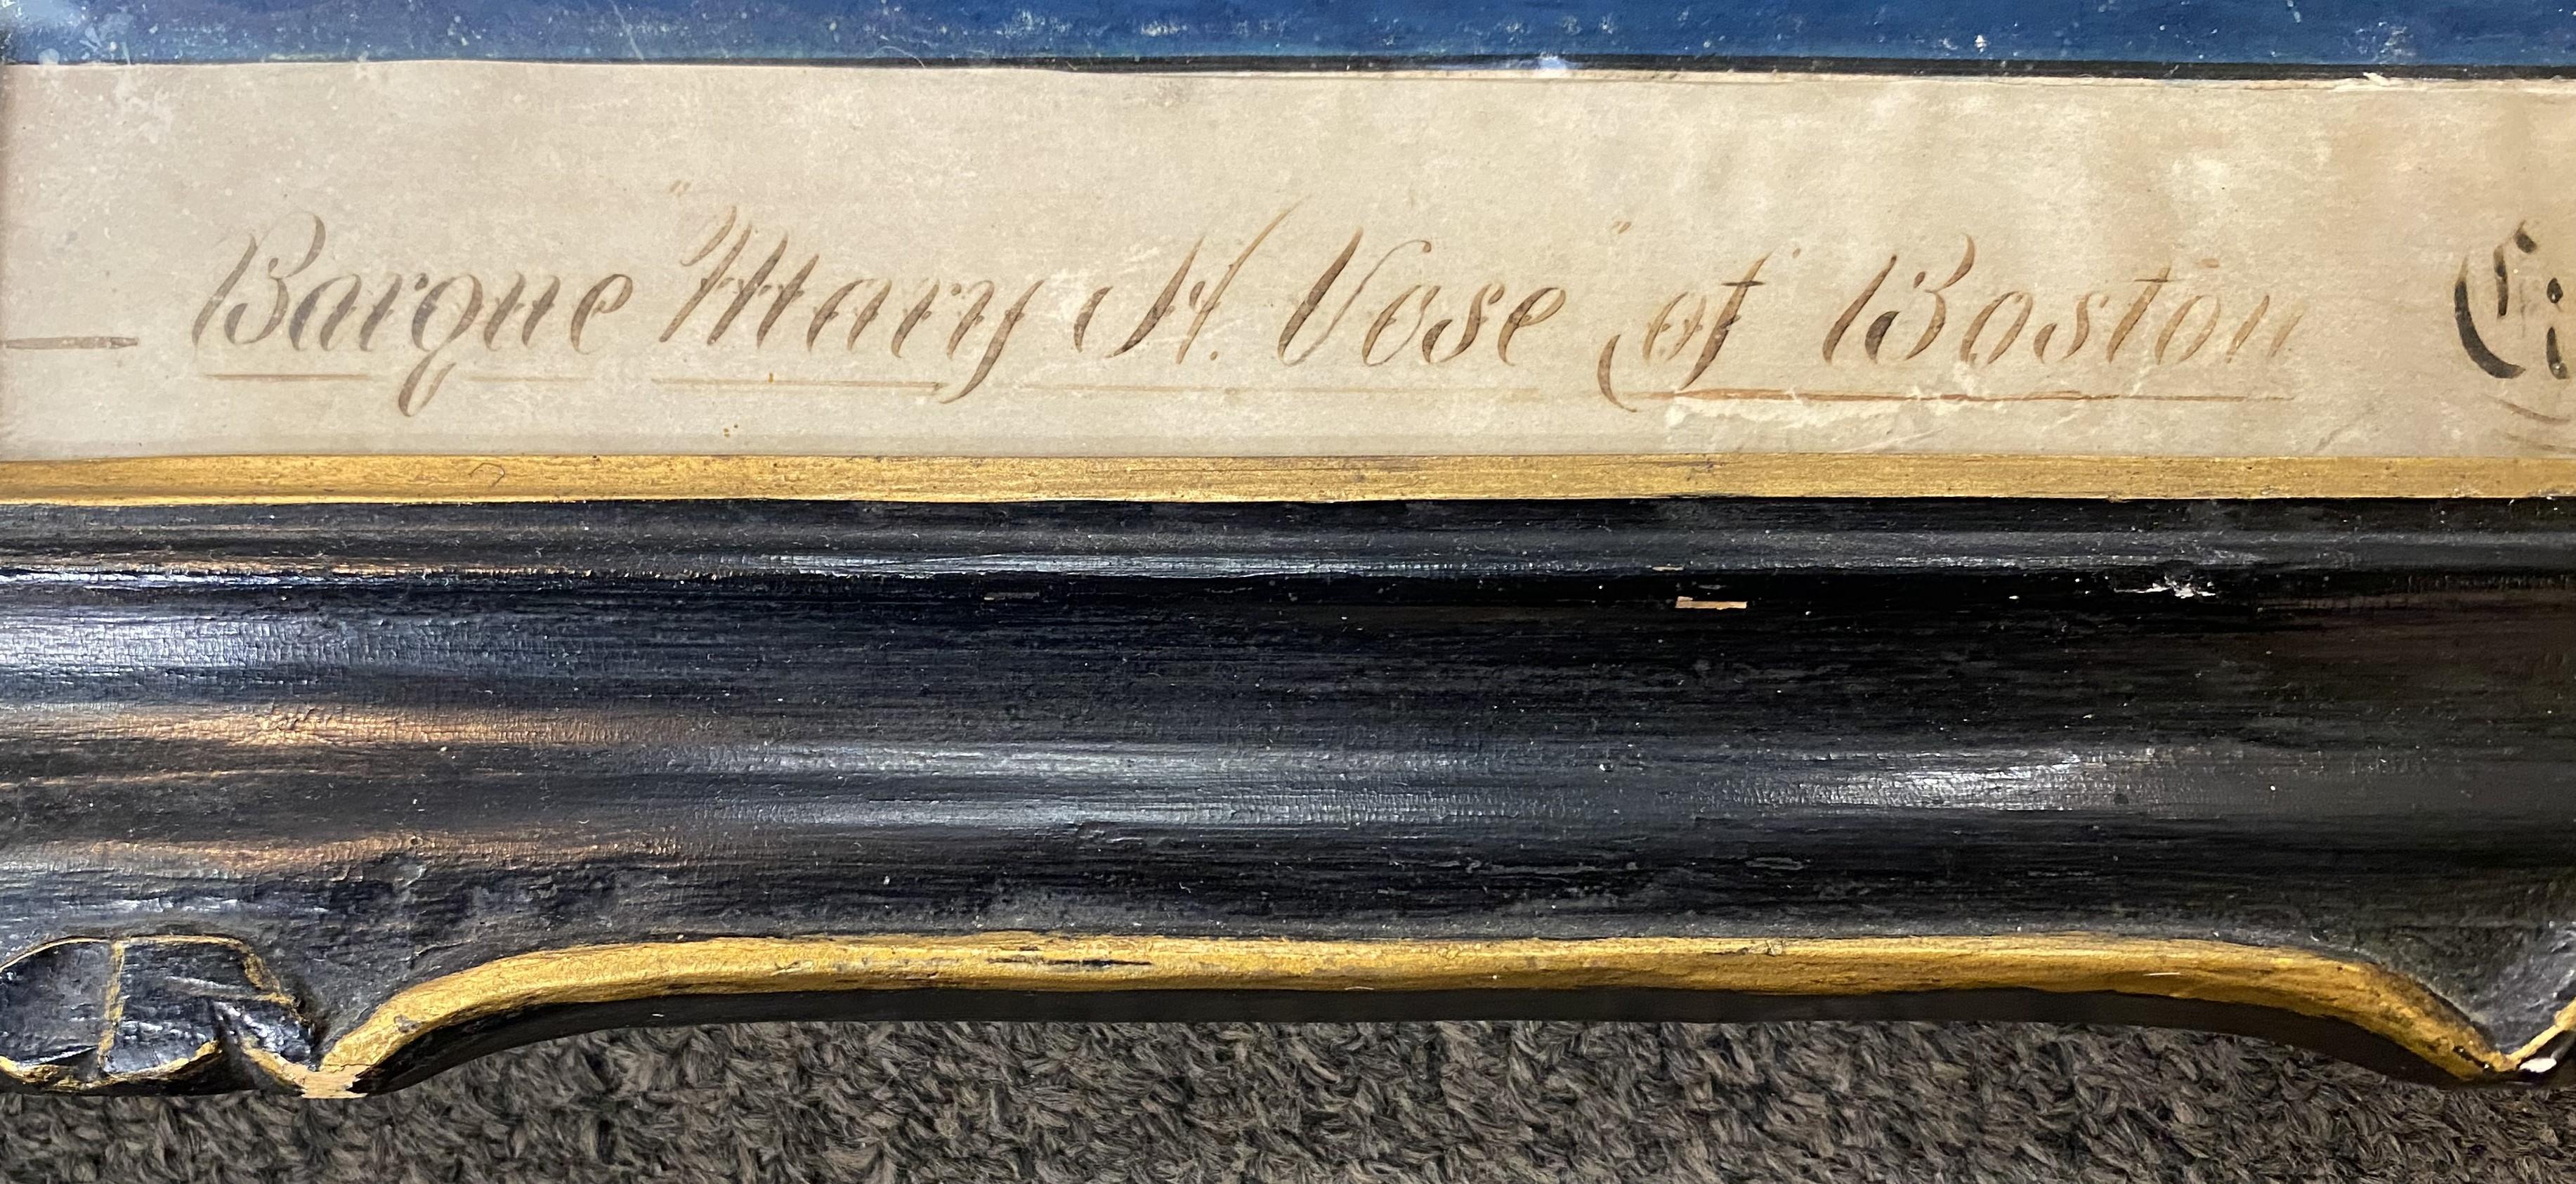 Barque "Mary H. Vose" of Boston